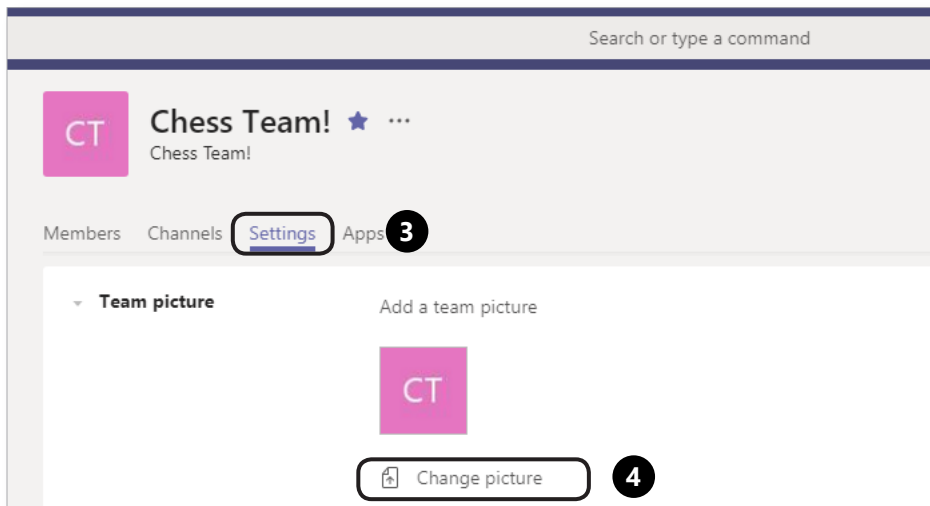 Search or type a command
CT
Chess Team!
Chess Team!
Members Channels Settings Apps 3
Team picture Add a team picture
CT
Change picture 4